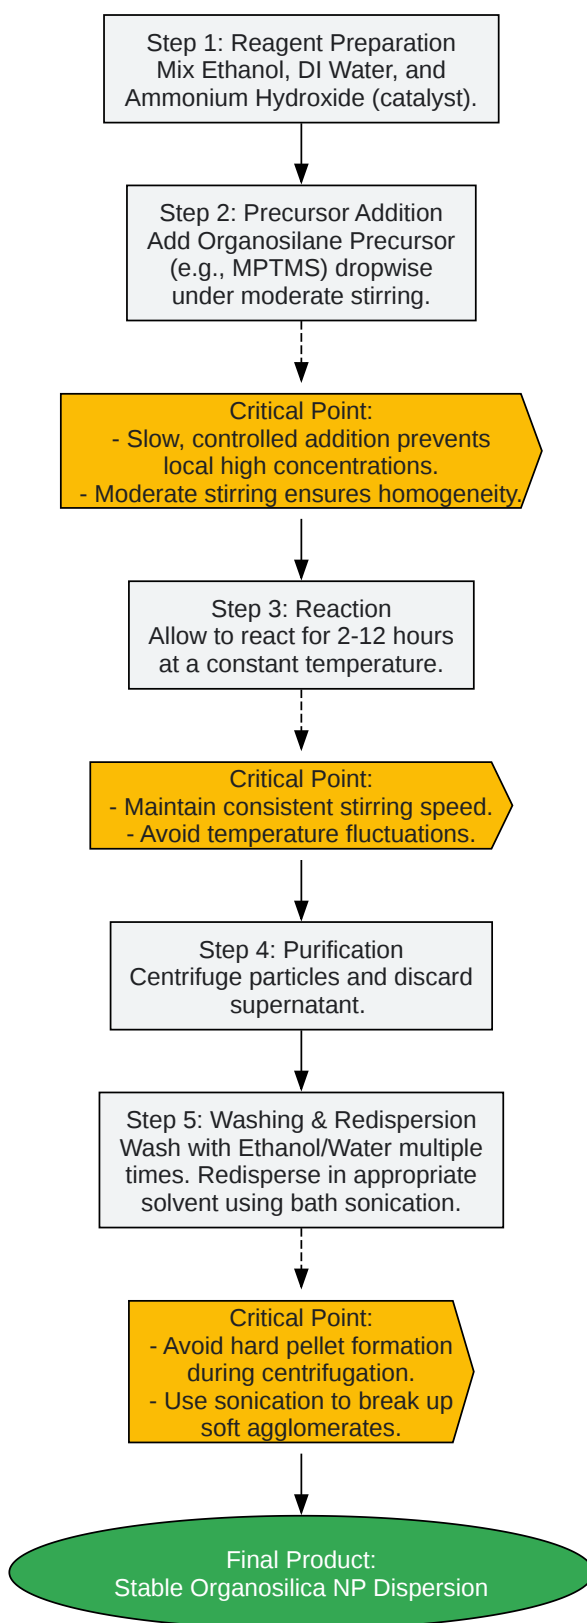 Step 1: Reagent Preparation
Mix Ethanol, DI Water, and
Ammonium Hydroxide (catalyst).
Step 2: Precursor Addition
Add Organosilane Precursor
(e.g., MPTMS) dropwise
under moderate stirring.
Critical Point:
- Slow, controlled addition prevents
local high concentrations.
- Moderate stirring ensures homogeneity.
Step 3: Reaction
Allow to react for 2-12 hours
at a constant temperature.
Critical Point:
- Maintain consistent stirring speed.
- Avoid temperature fluctuations.
Step 4: Purification
Centrifuge particles and discard
supernatant.
Step 5: Washing & Redispersion
Wash with Ethanol/Water multiple
times. Redisperse in appropriate
solvent using bath sonication.
Critical Point:
- Avoid hard pellet formation
during centrifugation.
- Use sonication to break up
soft agglomerates.
Final Product:
Stable Organosilica NP Dispersion